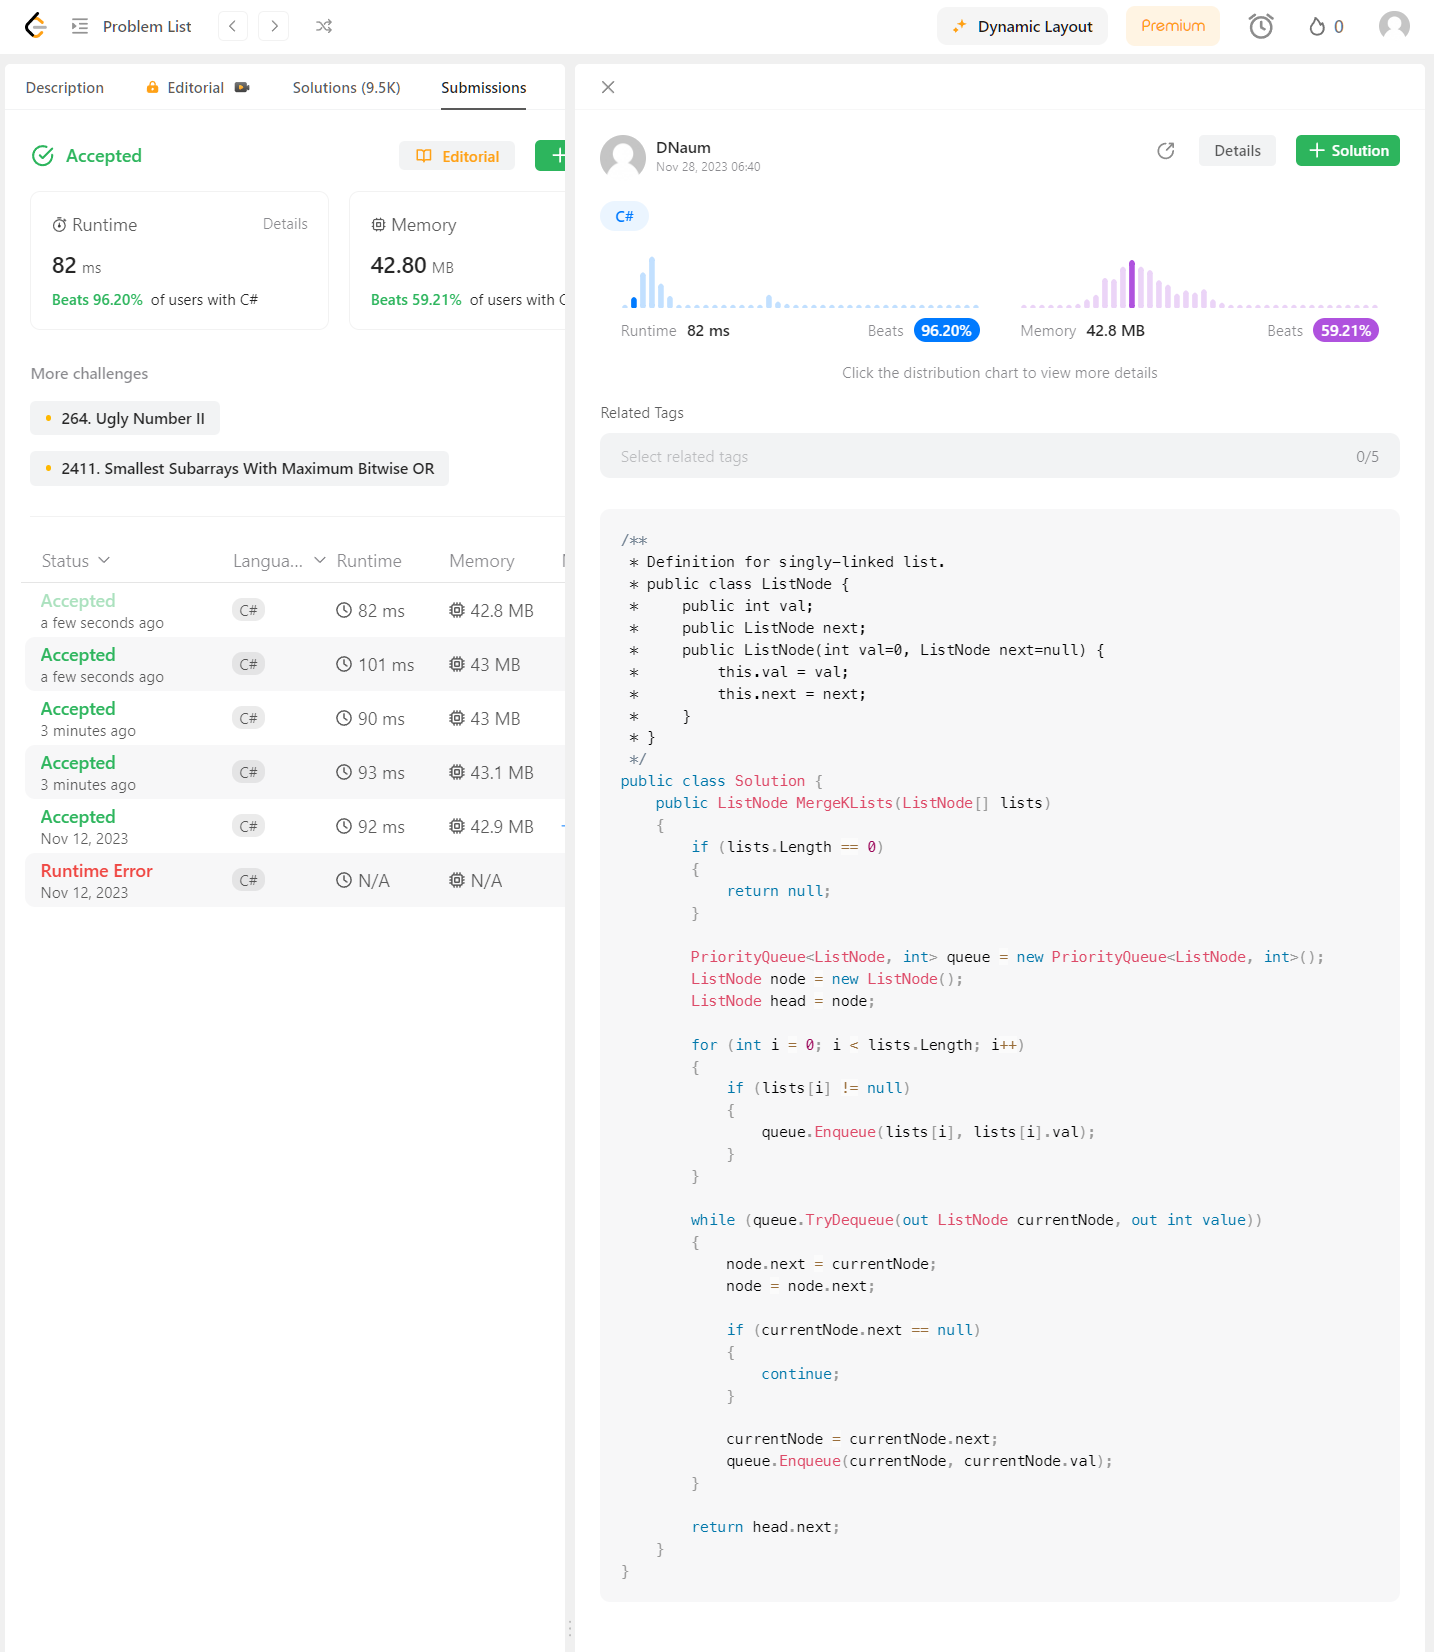 Problem List
Dynamic Layout
Premium
0
Description
Editorial
Solutions (9.5K)
Submissions
Accepted
Editorial
Runtime
Details
82 ms
Beats 96.20% of users with C#
Memory
42.80 MB
Beats 59.21% of users with C
More challenges
264. Ugly Number II
2411. Smallest Subarrays With Maximum Bitwise OR
Status Langua... Runtime Memory
Accepted
a few seconds ago
C# 82 ms 42.8 MB
Accepted
a few seconds ago
C# 101 ms 43 MB
Accepted
3 minutes ago
C# 90 ms 43 MB
Accepted
3 minutes ago
C# 93 ms 43.1 MB
Accepted
Nov 12, 2023
C# 92 ms 42.9 MB
Runtime Error
Nov 12, 2023
C# N/A N/A
DNaum
Nov 28, 2023 06:40
Details
+ Solution
C#
Runtime 82 ms Beats 96.20%
Memory 42.8 MB Beats 59.21%
Click the distribution chart to view more details
Related Tags
Select related tags 0/5
/**
 * Definition for singly-linked list.
 * public class ListNode {
 *     public int val;
 *     public ListNode next;
 *     public ListNode(int val=0, ListNode next=null) {
 *         this.val = val;
 *         this.next = next;
 *     }
 * }
 */
public class Solution {
    public ListNode MergeKLists(ListNode[] lists)
    {
        if (lists.Length == 0)
        {
            return null;
        }

        PriorityQueue<ListNode, int> queue = new PriorityQueue<ListNode, int>();
        ListNode node = new ListNode();
        ListNode head = node;

        for (int i = 0; i < lists.Length; i++)
        {
            if (lists[i] != null)
            {
                queue.Enqueue(lists[i], lists[i].val);
            }
        }

        while (queue.TryDequeue(out ListNode currentNode, out int value))
        {
            node.next = currentNode;
            node = node.next;

            if (currentNode.next == null)
            {
                continue;
            }

            currentNode = currentNode.next;
            queue.Enqueue(currentNode, currentNode.val);
        }

        return head.next;
    }
}